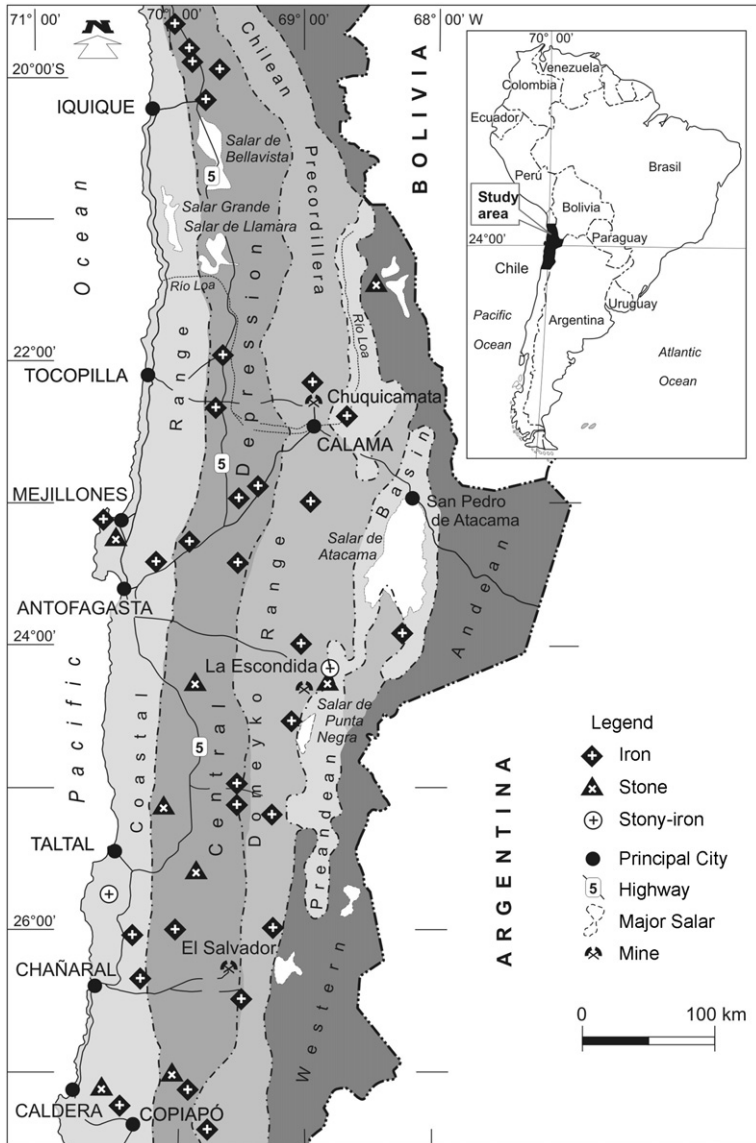 71° 00'
70° 00'
69° 00'
68° 00' W
N
20°00'S
IQUIQUE
Chilean
Precordillera
Salar de
Bellavista
5
BOLIVIA
Ocean
Salar Grande
Salar de Llamara
Rio Loa
Rio Loa
22°00'
TOCOPILLA
Range
Depression
Chuquicamata
CALAMA
5
MEJILLONES
Basin
San Pedro
de Atacama
Salar de
Atacama
ANTOFAGASTA
Range
Andean
24°00'
La Escondida
Salar de
Punta
Negra
Pacific
Coastal
5
Central
Domeyko
Preandean
TALTAL
26°00'
El Salvador
CHAÑARAL
Western
ARGENTINA
CALDERA
COPIAPÓ
70° 00'
Venezuela
Colombia
Ecuador
Perú
Brasil
Study
area
Bolivia
24°00'
Paraguay
Chile
Uruguay
Pacific
Ocean
Argentina
Atlantic
Ocean
Legend
Iron
Stone
Stony-iron
Principal City
5 Highway
Major Salar
Mine
0 100 km